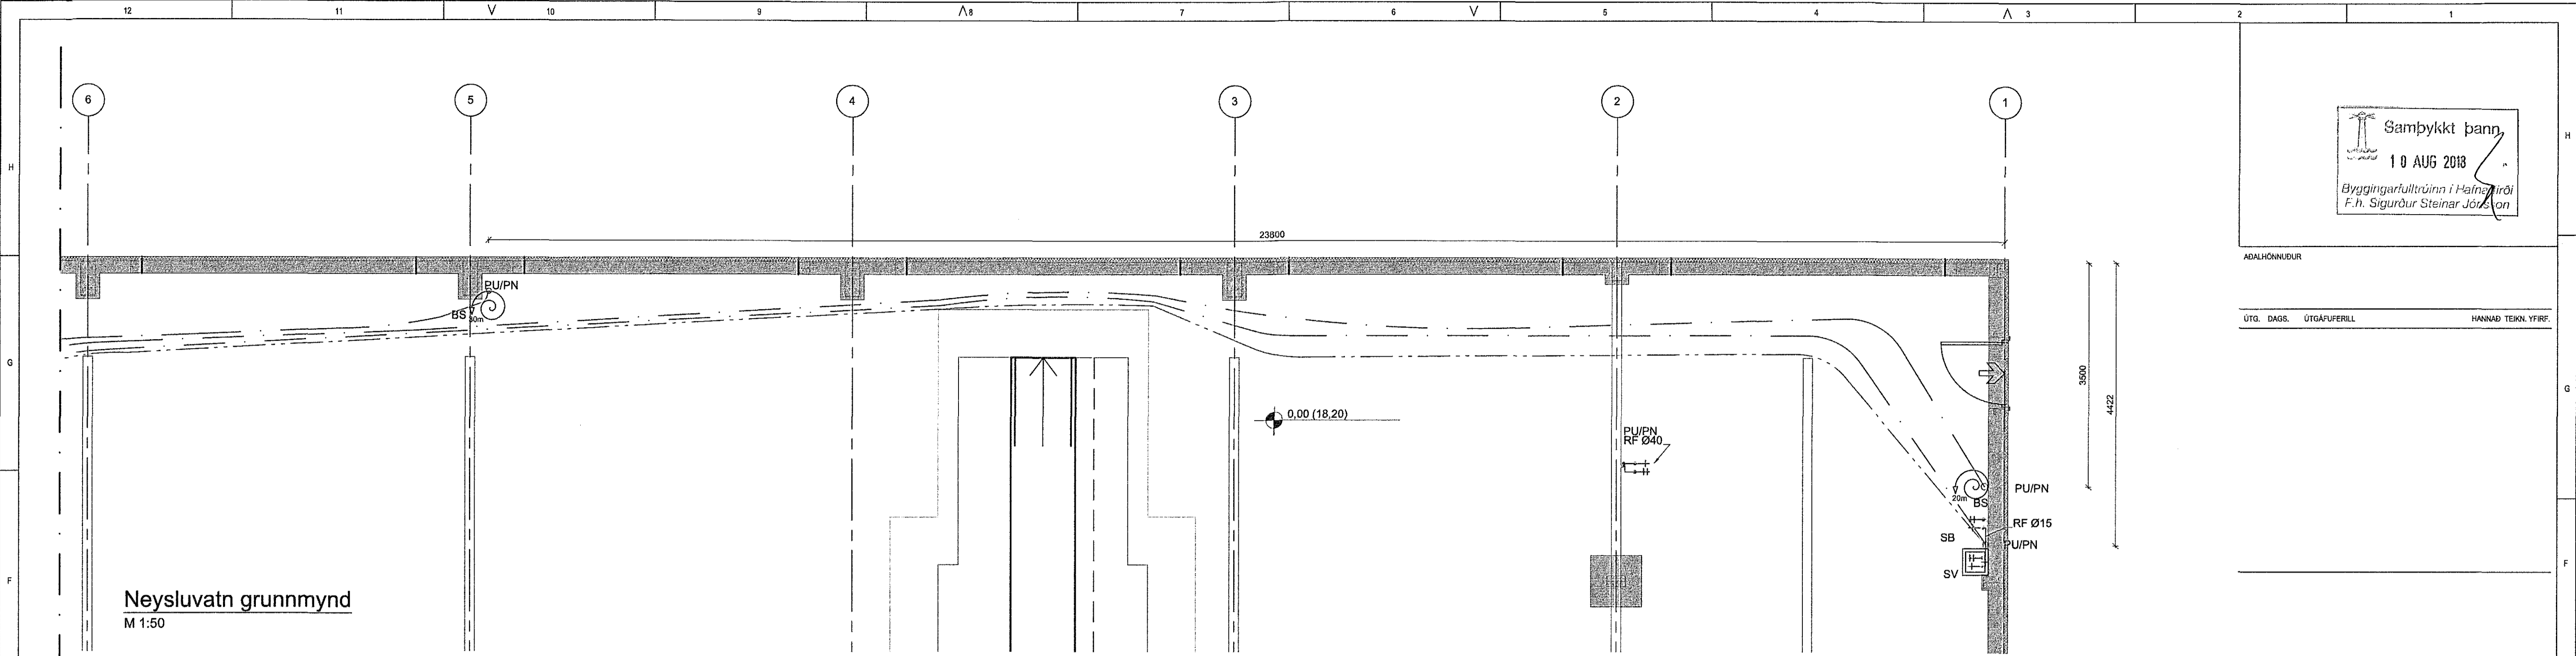 12 11 10 9 8 7 6 5 4 3 2 1
6 5 4 3 2 1
H H
Samþykkt þann
10 AUG 2018
Byggingarfulltrúinn í Hafnarfirði
F.h. Sigurður Steinar Jónsson
23800
AÐALHÖNNUÐUR
PU/PN
BS
30m
ÚTG. DAGS. ÚTGÁFUFERILL HANNAÐ TEIKN. YFIRF.
G G
3500
4422
0,00 (18,20)
PU/PN
RF Ø40
PU/PN
20m
BS
RF Ø15
SB
PU/PN
SV
F F
Neysluvatn grunnmynd
M 1:50